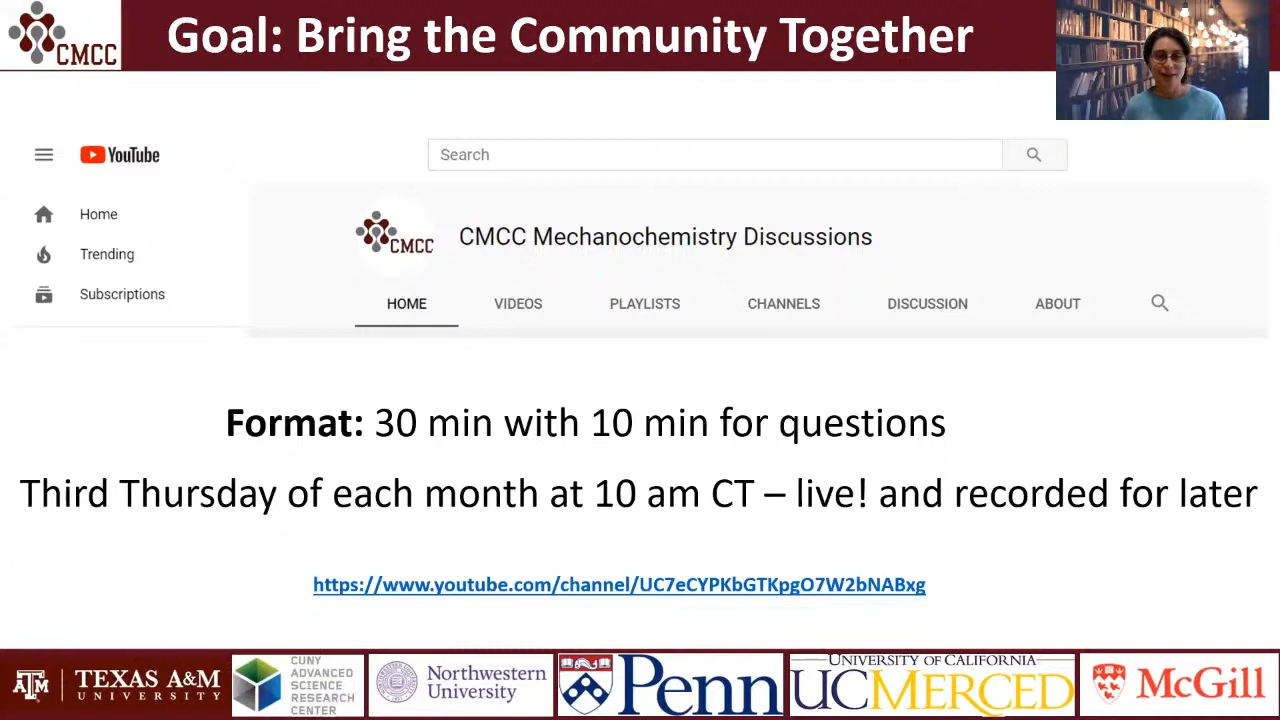 CMCC
Goal: Bring the Community Together
YouTube
Search
Home
CMCC
CMCC Mechanochemistry Discussions
Trending
Subscriptions
HOME VIDEOS PLAYLISTS CHANNELS DISCUSSION ABOUT
Format: 30 min with 10 min for questions
Third Thursday of each month at 10 am CT – live! and recorded for later
https://www.youtube.com/channel/UC7eCYPKbGTKpgO7W2bNABxg
ATM
TEXAS A&M
UNIVERSITY
CUNY
ADVANCED
SCIENCE
RESEARCH
CENTER
Northwestern
University
Penn
UNIVERSITY OF CALIFORNIA
UCMERCED
McGill